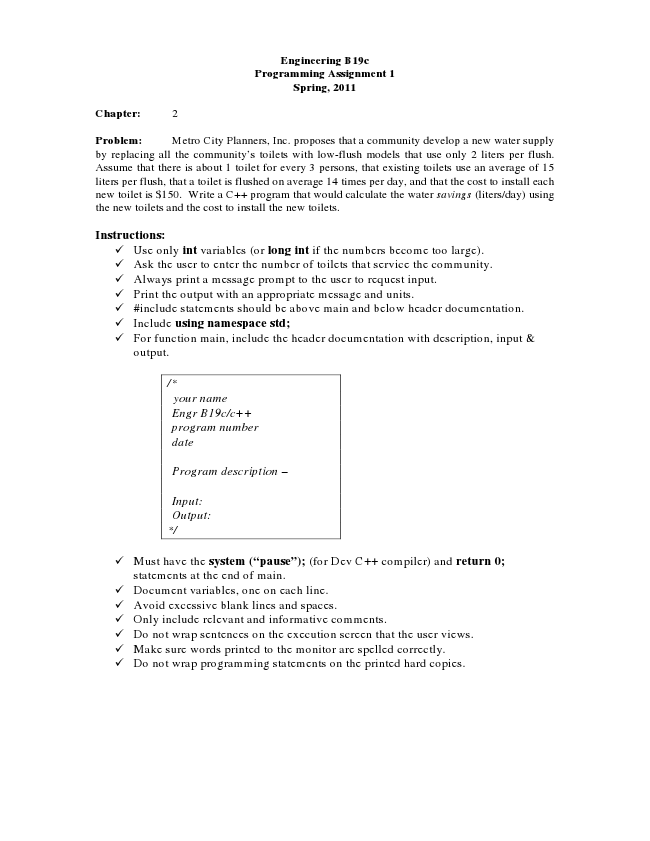 Engineering B19c
Programming Assignment 1
Spring, 2011
Chapter: 2
Problem: Metro City Planners, Inc. proposes that a community develop a new water supply
by replacing all the community's toilets with low-flush models that use only 2 liters per flush.
Assume that there is about 1 toilet for every 3 persons, that existing toilets use an average of 15
liters per flush, that a toilet is flushed on average 14 times per day, and that the cost to install each
new toilet is $150. Write a C++ program that would calculate the water savings (liters/day) using
the new toilets and the cost to install the new toilets.
Instructions:
✓ Use only int variables (or long int if the numbers become too large).
✓ Ask the user to enter the number of toilets that service the community.
✓ Always print a message prompt to the user to request input.
✓ Print the output with an appropriate message and units.
✓ #include statements should be above main and below header documentation.
✓ Include using namespace std;
✓ For function main, include the header documentation with description, input &
output.
/*
your name
Engr B19c/c++
program number
date
Program description –
Input:
Output:
*/
✓ Must have the system (“pause”); (for Dev C++ compiler) and return 0;
statements at the end of main.
✓ Document variables, one on each line.
✓ Avoid excessive blank lines and spaces.
✓ Only include relevant and informative comments.
✓ Do not wrap sentences on the execution screen that the user views.
✓ Make sure words printed to the monitor are spelled correctly.
✓ Do not wrap programming statements on the printed hard copies.